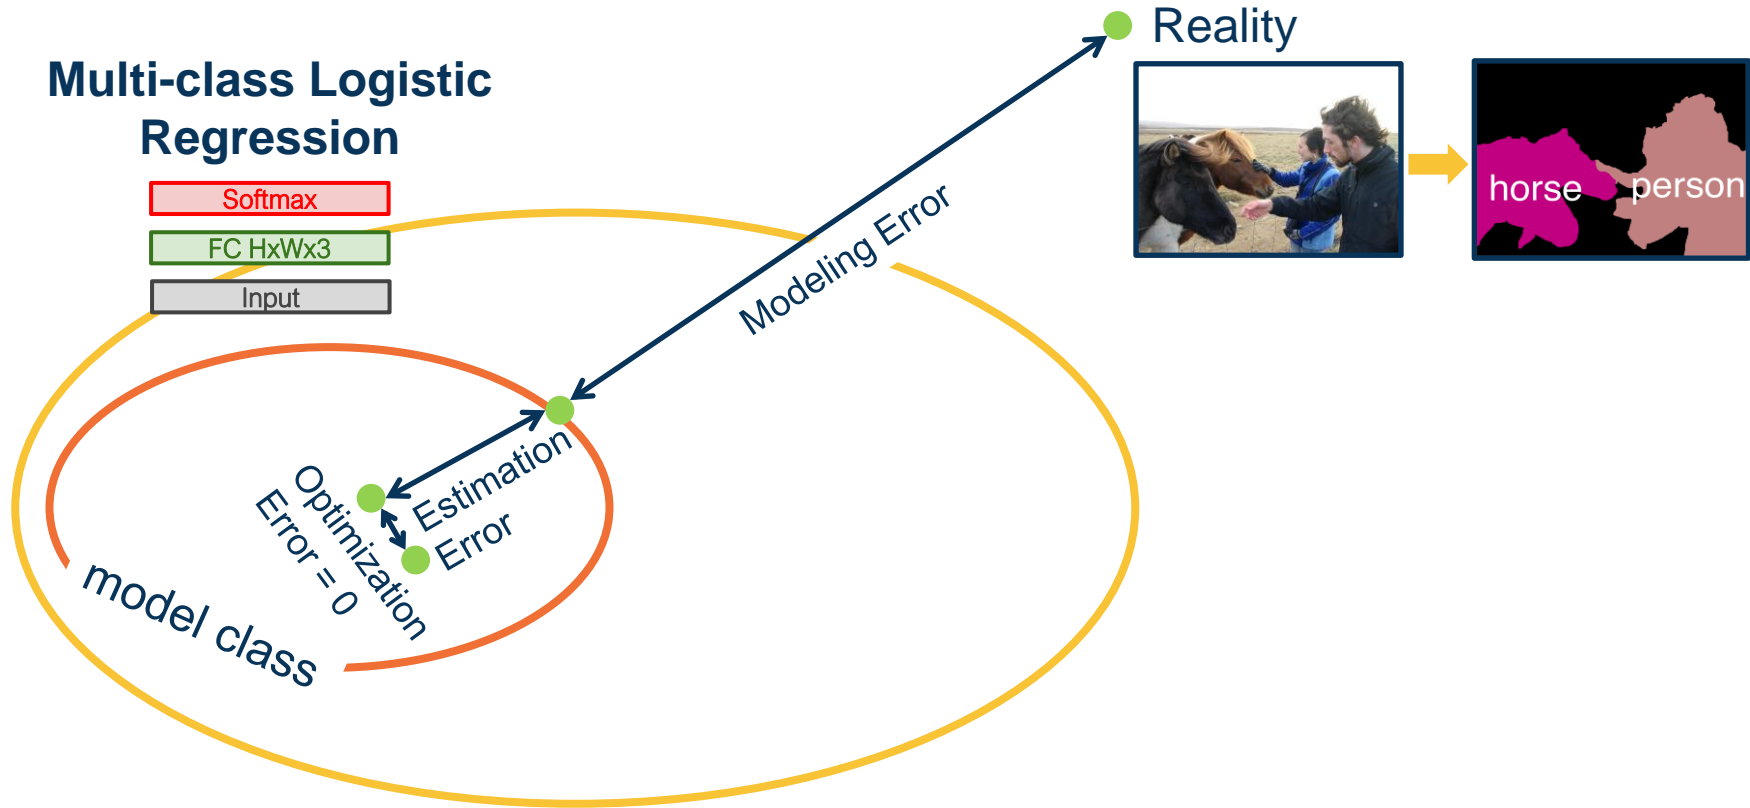 Reality
Multi-class Logistic
Regression
Softmax
FC HxWx3
Input
horse
person
Modeling Error
Estimation
Error
Optimization
Error = 0
model class